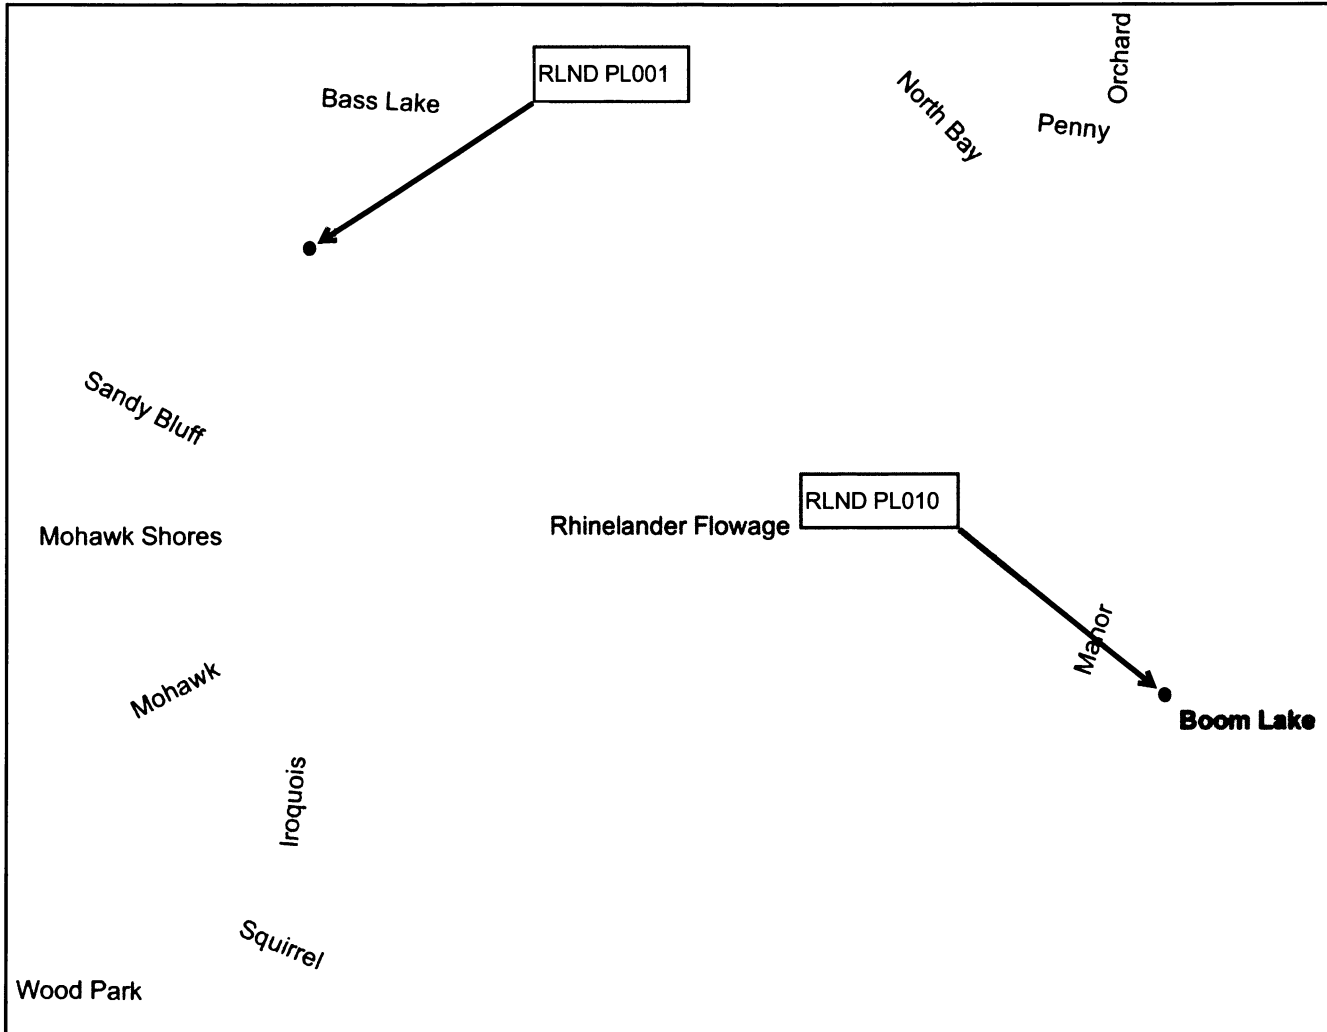 Orchard
RLND PL001
Bass Lake
North Bay
Penny
Sandy Bluff
RLND PL010
Rhinelander Flowage
Mohawk Shores
Manor
Mohawk
Boom Lake
Iroquois
Squirrel
Wood Park